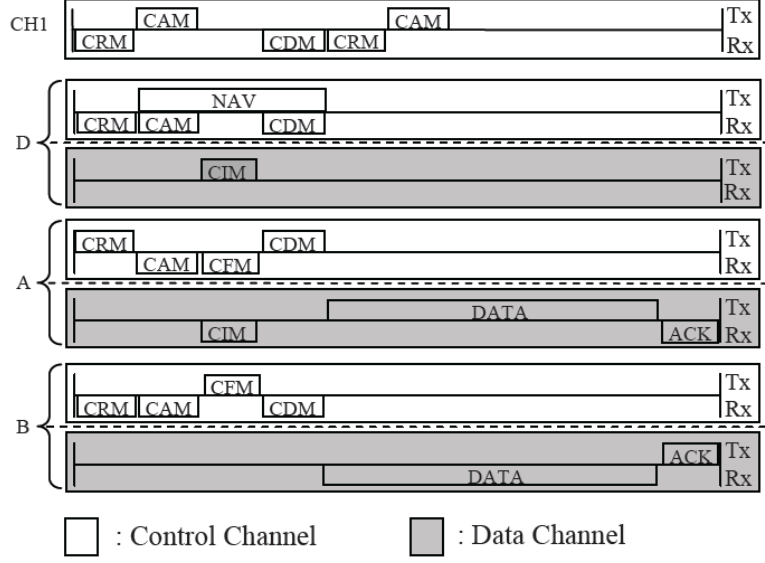 CH1 CAM CAM Tx
CRM CDM CRM Rx
NAV Tx
CRM CAM CDM Rx
D
CIM Tx
Rx
CRM CDM Tx
CAM CFM Rx
A
DATA Tx
CIM ACK Rx
CFM Tx
CRM CAM CDM Rx
B
ACK Tx
DATA Rx
: Control Channel : Data Channel